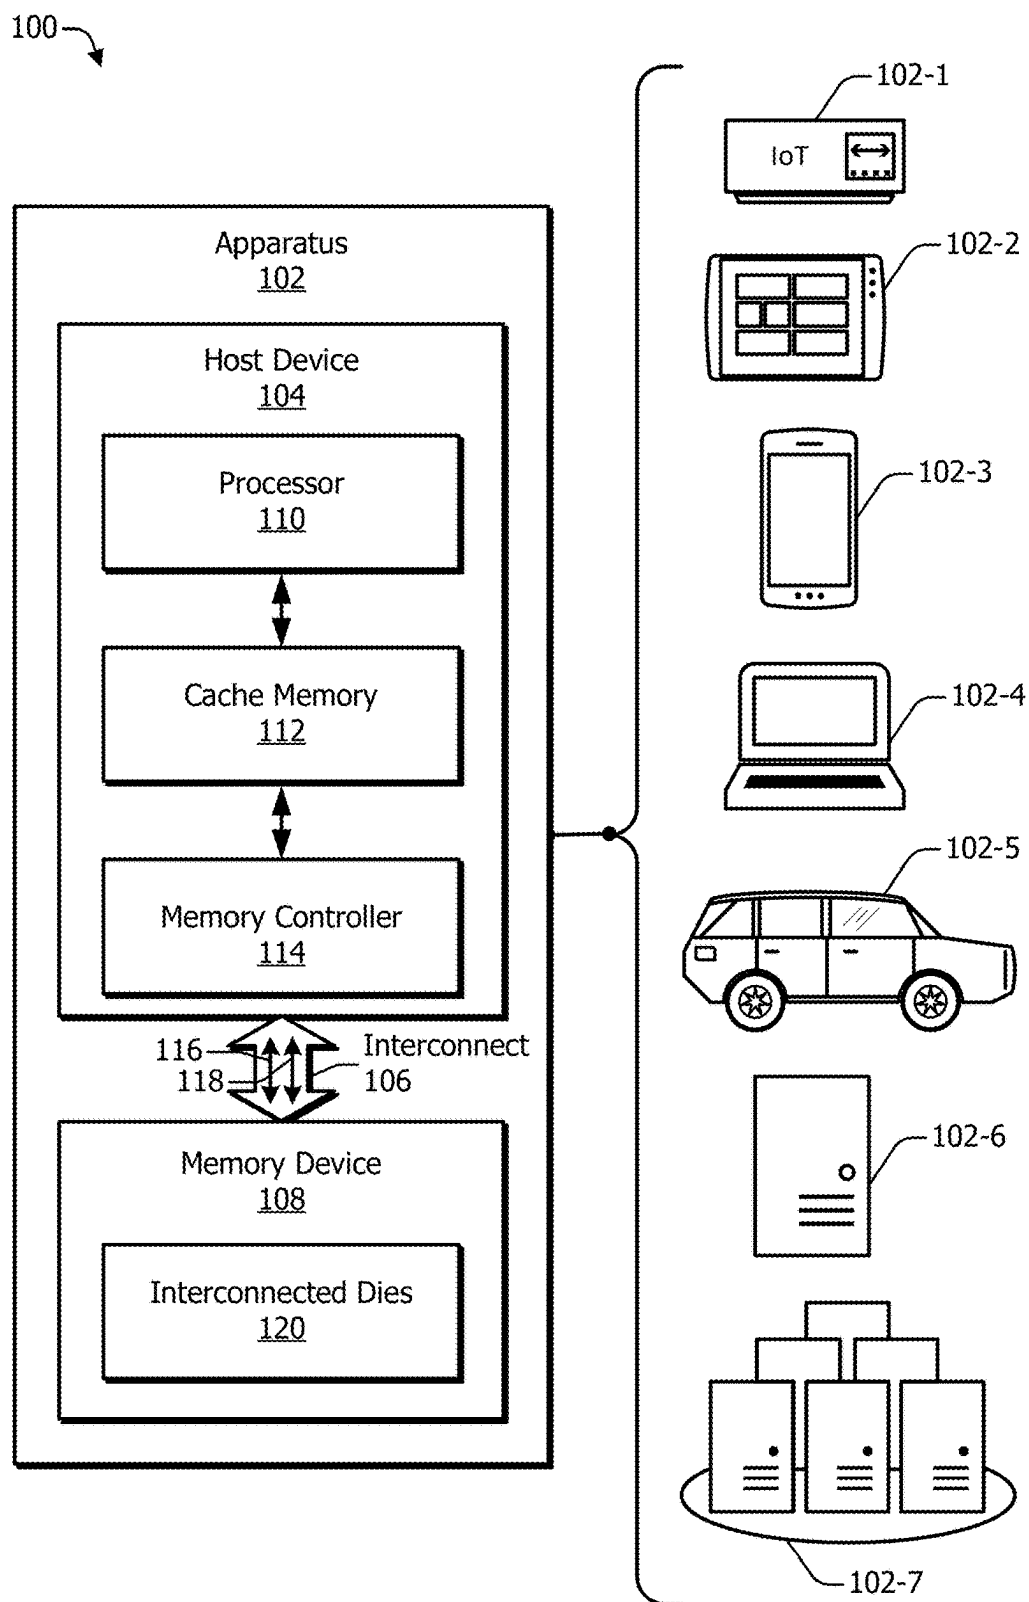 100
Apparatus
102
Host Device
104
Processor
110
Cache Memory
112
Memory Controller
114
116
118
Interconnect
106
Memory Device
108
Interconnected Dies
120
102-1
IoT
102-2
102-3
102-4
102-5
102-6
102-7